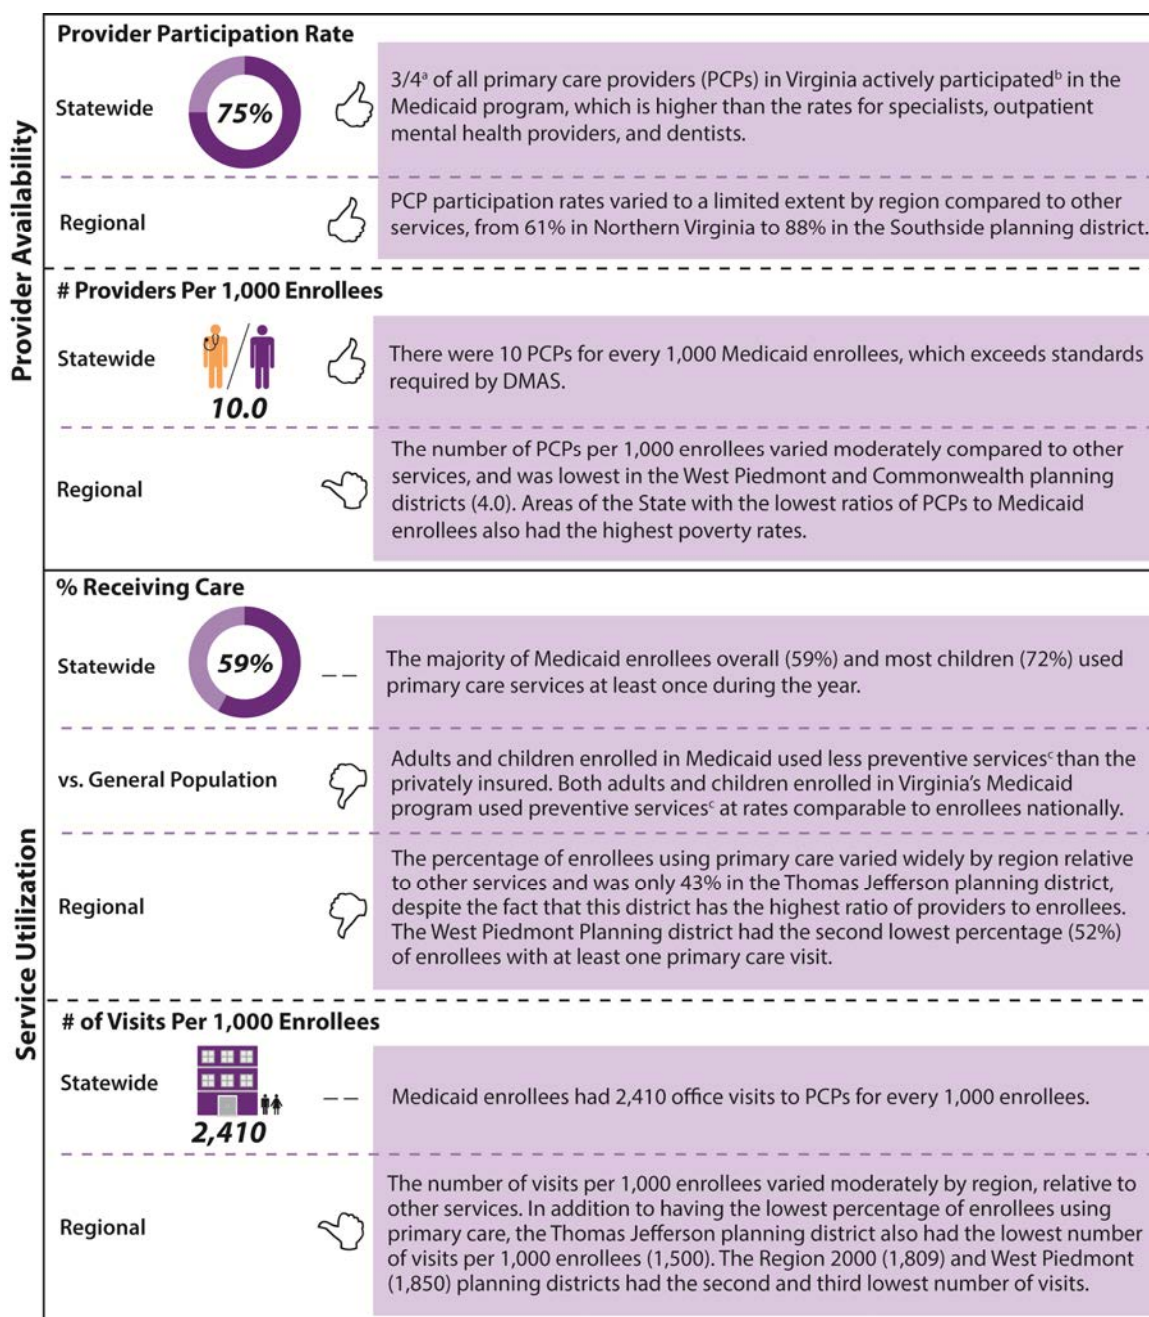 Provider Availability
Provider Participation Rate
Statewide
75%
3/4ᵃ of all primary care providers (PCPs) in Virginia actively participatedᵇ in the
Medicaid program, which is higher than the rates for specialists, outpatient
mental health providers, and dentists.
Regional
PCP participation rates varied to a limited extent by region compared to other
services, from 61% in Northern Virginia to 88% in the Southside planning district.
# Providers Per 1,000 Enrollees
Statewide
10.0
There were 10 PCPs for every 1,000 Medicaid enrollees, which exceeds standards
required by DMAS.
Regional
The number of PCPs per 1,000 enrollees varied moderately compared to other
services, and was lowest in the West Piedmont and Commonwealth planning
districts (4.0). Areas of the State with the lowest ratios of PCPs to Medicaid
enrollees also had the highest poverty rates.
Service Utilization
% Receiving Care
Statewide
59%
The majority of Medicaid enrollees overall (59%) and most children (72%) used
primary care services at least once during the year.
vs. General Population
Adults and children enrolled in Medicaid used less preventive servicesᶜ than the
privately insured. Both adults and children enrolled in Virginia's Medicaid
program used preventive servicesᶜ at rates comparable to enrollees nationally.
Regional
The percentage of enrollees using primary care varied widely by region relative
to other services and was only 43% in the Thomas Jefferson planning district,
despite the fact that this district has the highest ratio of providers to enrollees.
The West Piedmont Planning district had the second lowest percentage (52%)
of enrollees with at least one primary care visit.
# of Visits Per 1,000 Enrollees
Statewide
2,410
Medicaid enrollees had 2,410 office visits to PCPs for every 1,000 enrollees.
Regional
The number of visits per 1,000 enrollees varied moderately by region, relative to
other services. In addition to having the lowest percentage of enrollees using
primary care, the Thomas Jefferson planning district also had the lowest number
of visits per 1,000 enrollees (1,500). The Region 2000 (1,809) and West Piedmont
(1,850) planning districts had the second and third lowest number of visits.